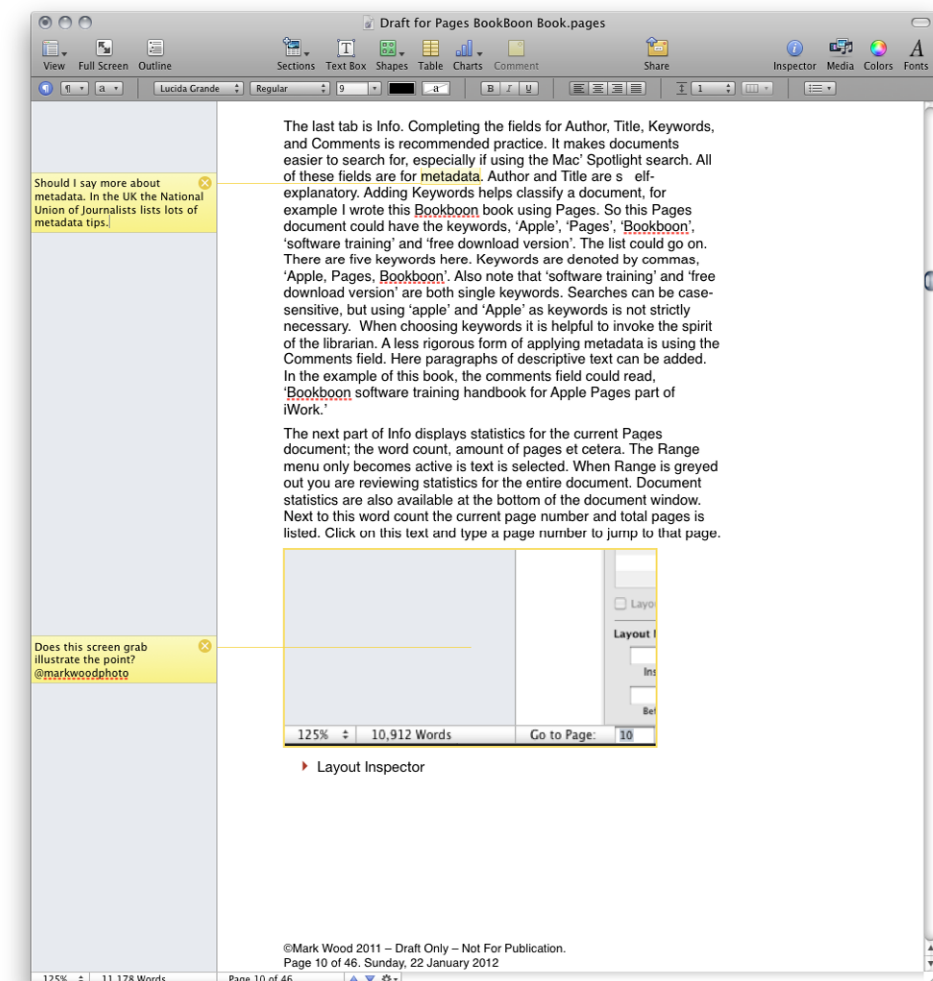 Draft for Pages BookBoon Book.pages
View Full Screen Outline Sections Text Box Shapes Table Charts Comment Share Inspector Media Colors Fonts
¶ a Lucida Grande Regular 9 a B I U 1
The last tab is Info. Completing the fields for Author, Title, Keywords,
and Comments is recommended practice. It makes documents
easier to search for, especially if using the Mac’ Spotlight search. All
of these fields are for metadata. Author and Title are s elf-
explanatory. Adding Keywords helps classify a document, for
example I wrote this Bookboon book using Pages. So this Pages
document could have the keywords, ‘Apple’, ‘Pages’, ‘Bookboon’,
‘software training’ and ‘free download version’. The list could go on.
There are five keywords here. Keywords are denoted by commas,
‘Apple, Pages, Bookboon’. Also note that ‘software training’ and ‘free
download version’ are both single keywords. Searches can be case-
sensitive, but using ‘apple’ and ‘Apple’ as keywords is not strictly
necessary. When choosing keywords it is helpful to invoke the spirit
of the librarian. A less rigorous form of applying metadata is using the
Comments field. Here paragraphs of descriptive text can be added.
In the example of this book, the comments field could read,
‘Bookboon software training handbook for Apple Pages part of
iWork.’
Should I say more about
metadata. In the UK the National
Union of Journalists lists lots of
metadata tips.
The next part of Info displays statistics for the current Pages
document; the word count, amount of pages et cetera. The Range
menu only becomes active is text is selected. When Range is greyed
out you are reviewing statistics for the entire document. Document
statistics are also available at the bottom of the document window.
Next to this word count the current page number and total pages is
listed. Click on this text and type a page number to jump to that page.
Does this screen grab
illustrate the point?
@markwoodphoto
Layo
Layout I
Ins
Bef
125% 10,912 Words Go to Page: 10
Layout Inspector
©Mark Wood 2011 – Draft Only – Not For Publication.
Page 10 of 46. Sunday, 22 January 2012
125% 11,178 Words Page 10 of 46